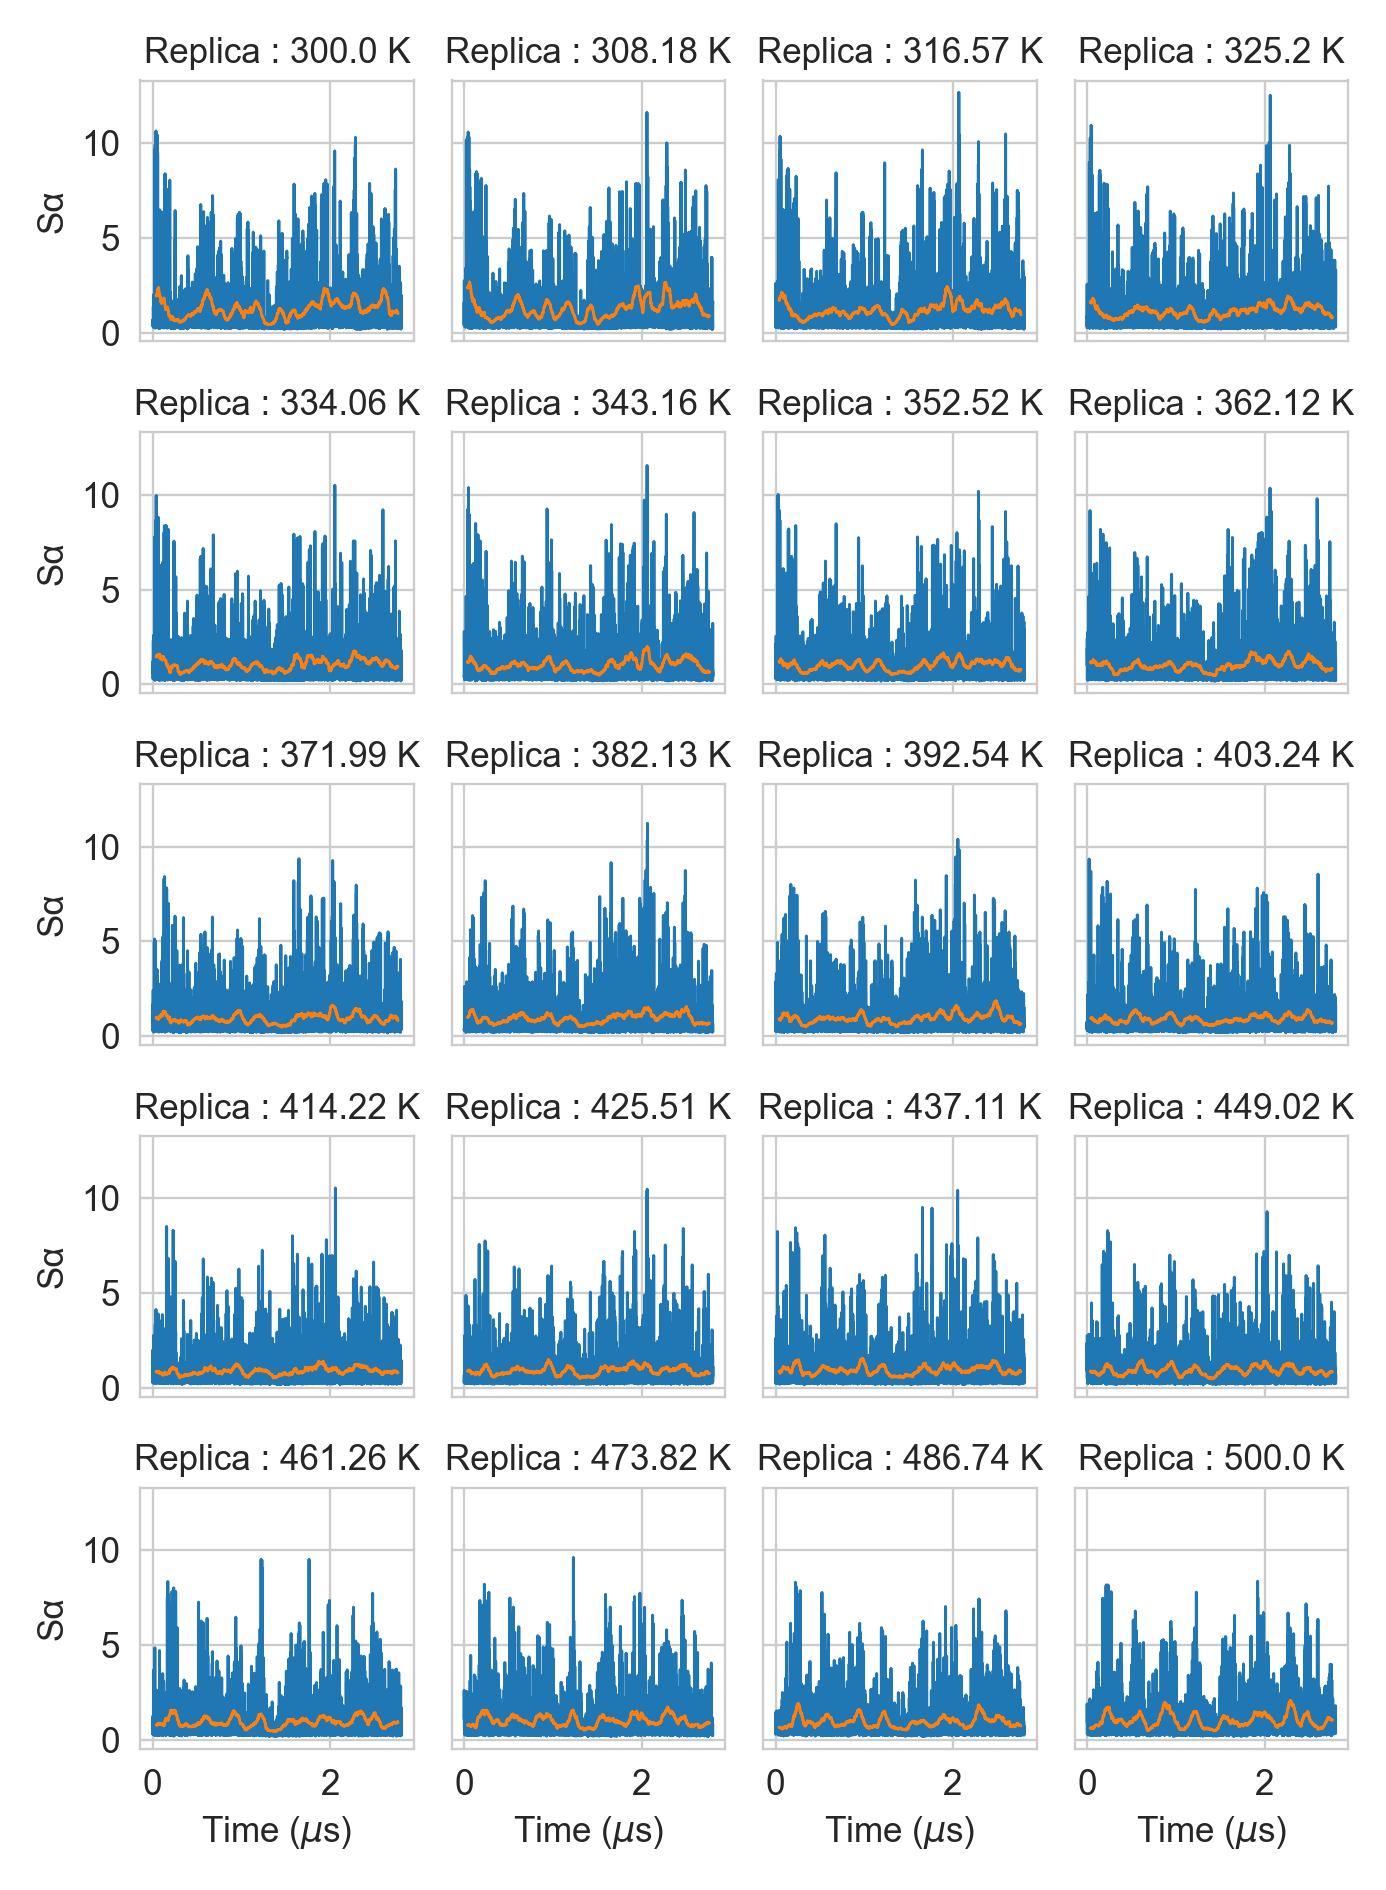 Replica : 300.0 K Replica : 308.18 K Replica : 316.57 K Replica : 325.2 K
10
5
0
Sα
Replica : 334.06 K Replica : 343.16 K Replica : 352.52 K Replica : 362.12 K
10
5
0
Sα
Replica : 371.99 K Replica : 382.13 K Replica : 392.54 K Replica : 403.24 K
10
5
0
Sα
Replica : 414.22 K Replica : 425.51 K Replica : 437.11 K Replica : 449.02 K
10
5
0
Sα
Replica : 461.26 K Replica : 473.82 K Replica : 486.74 K Replica : 500.0 K
10
5
0
Sα
0 2 0 2 0 2 0 2
Time (μs) Time (μs) Time (μs) Time (μs)